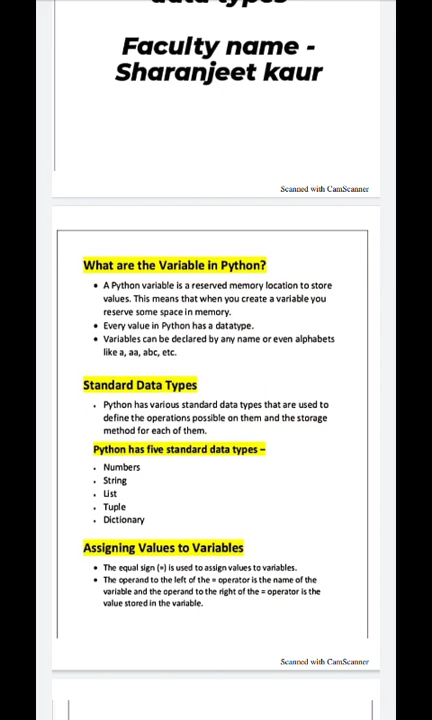 data types
Faculty name -
Sharanjeet kaur
Scanned with CamScanner
What are the Variable in Python?
• A Python variable is a reserved memory location to store
values. This means that when you create a variable you
reserve some space in memory.
• Every value in Python has a datatype.
• Variables can be declared by any name or even alphabets
like a, aa, abc, etc.
Standard Data Types
• Python has various standard data types that are used to
define the operations possible on them and the storage
method for each of them.
Python has five standard data types –
• Numbers
• String
• List
• Tuple
• Dictionary
Assigning Values to Variables
• The equal sign (=) is used to assign values to variables.
• The operand to the left of the = operator is the name of the
variable and the operand to the right of the = operator is the
value stored in the variable.
Scanned with CamScanner